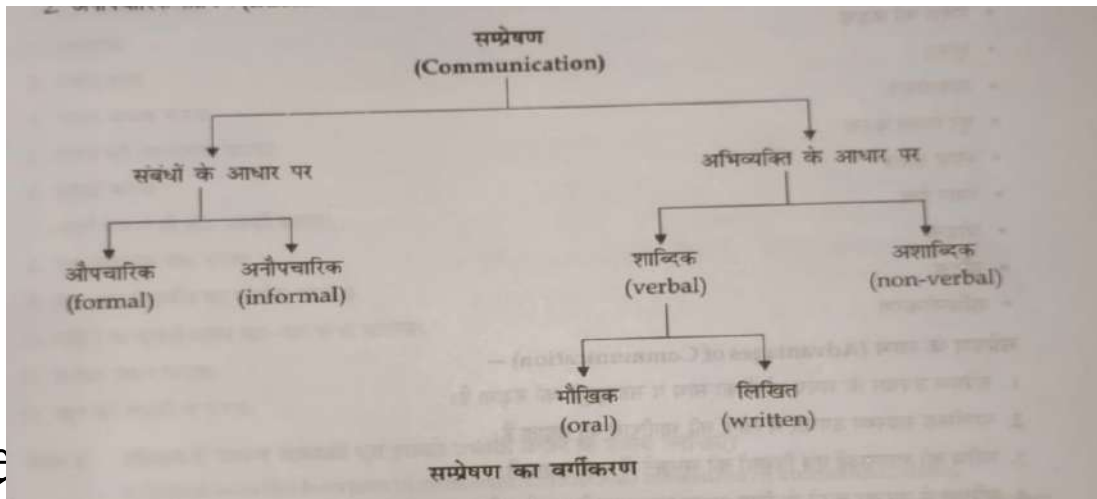 सम्प्रेषण
(Communication)
संबंधों के आधार पर
अभिव्यक्ति के आधार पर
औपचारिक
(formal)
अनौपचारिक
(informal)
शाब्दिक
(verbal)
अशाब्दिक
(non-verbal)
मौखिक
(oral)
लिखित
(written)
सम्प्रेषण का वर्गीकरण